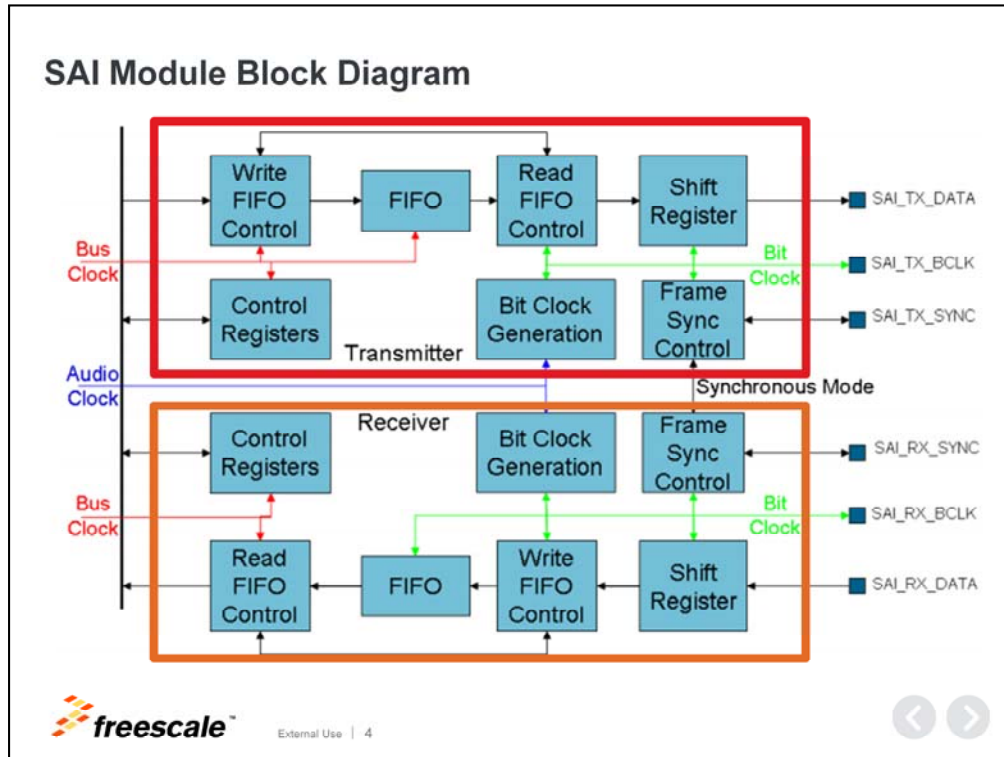 SAI Module Block Diagram
Write
FIFO
Control
FIFO
Read
FIFO
Control
Shift
Register
SAI_TX_DATA
Bus
Clock
Bit
Clock
SAI_TX_BCLK
Control
Registers
Bit Clock
Generation
Frame
Sync
Control
SAI_TX_SYNC
Transmitter
Audio
Clock
Synchronous Mode
Receiver
Control
Registers
Bit Clock
Generation
Frame
Sync
Control
SAI_RX_SYNC
Bus
Clock
Bit
Clock
SAI_RX_BCLK
Read
FIFO
Control
FIFO
Write
FIFO
Control
Shift
Register
SAI_RX_DATA
freescale™
External Use | 4